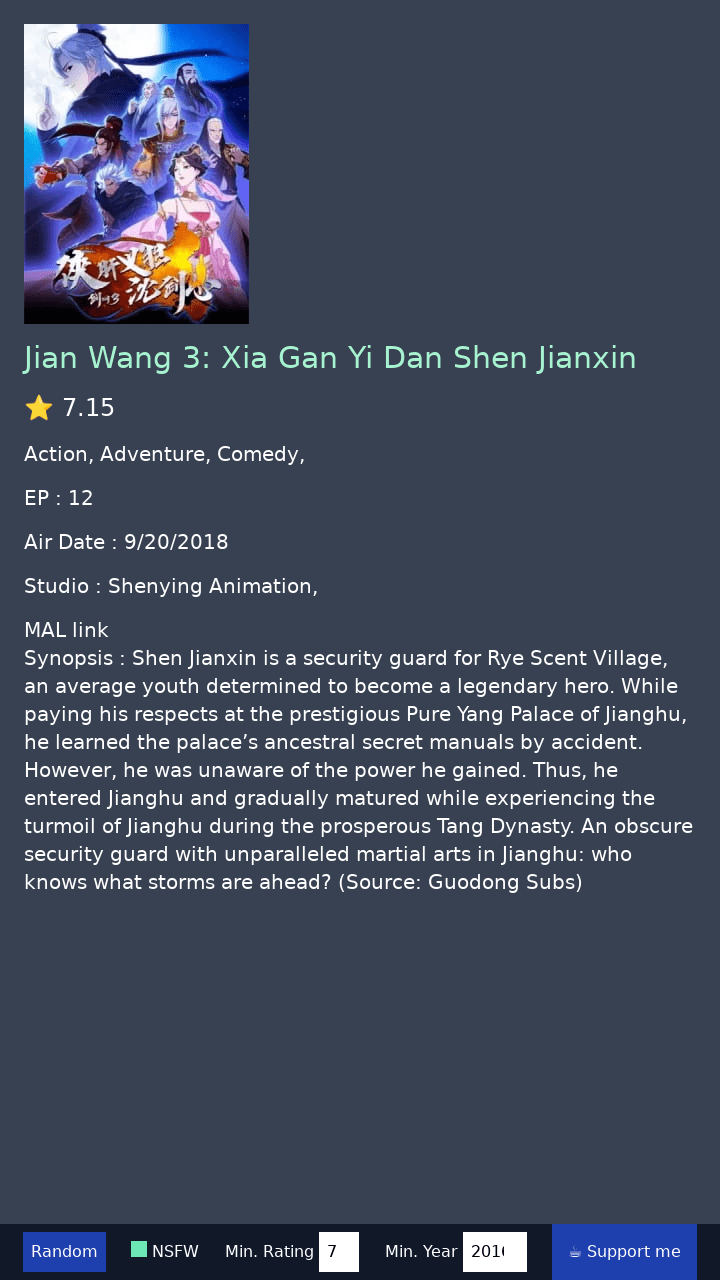 侠肝义胆
剑网3 沈剑心
Jian Wang 3: Xia Gan Yi Dan Shen Jianxin
⭐ 7.15
Action, Adventure, Comedy,
EP : 12
Air Date : 9/20/2018
Studio : Shenying Animation,
MAL link
Synopsis : Shen Jianxin is a security guard for Rye Scent Village,
an average youth determined to become a legendary hero. While
paying his respects at the prestigious Pure Yang Palace of Jianghu,
he learned the palace’s ancestral secret manuals by accident.
However, he was unaware of the power he gained. Thus, he
entered Jianghu and gradually matured while experiencing the
turmoil of Jianghu during the prosperous Tang Dynasty. An obscure
security guard with unparalleled martial arts in Jianghu: who
knows what storms are ahead? (Source: Guodong Subs)
Random NSFW Min. Rating 7 Min. Year 2016 ☕ Support me